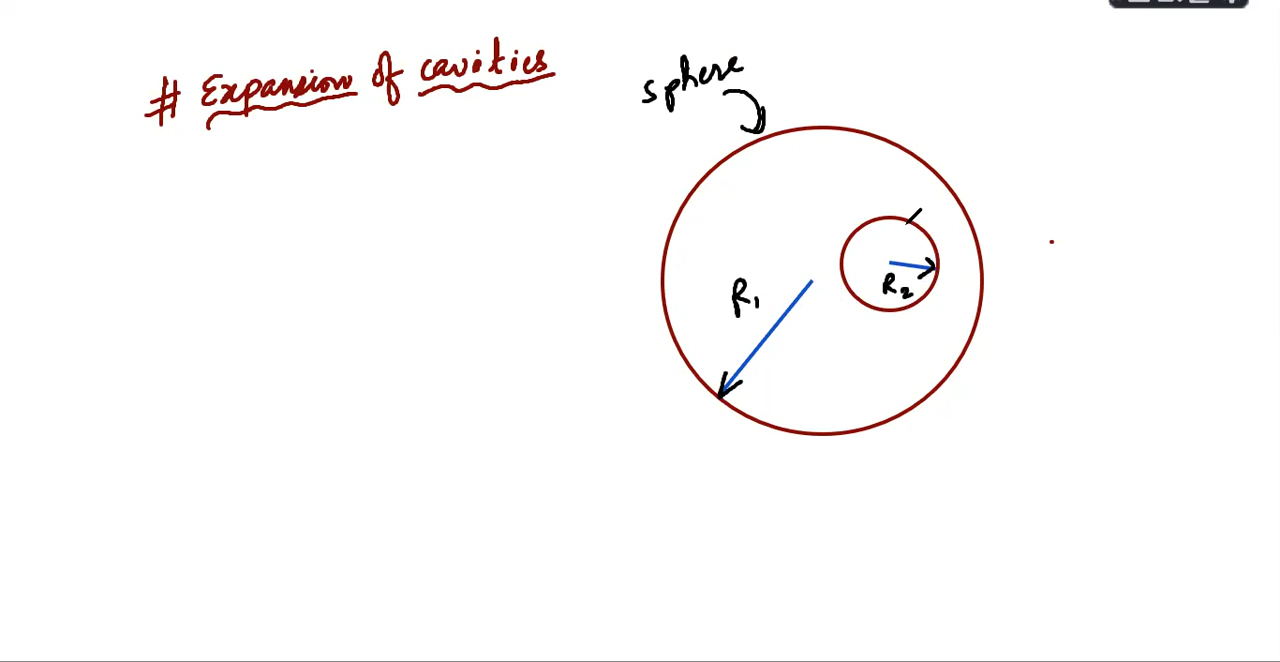 # Expansion of cavities
sphere
R₁
R₂